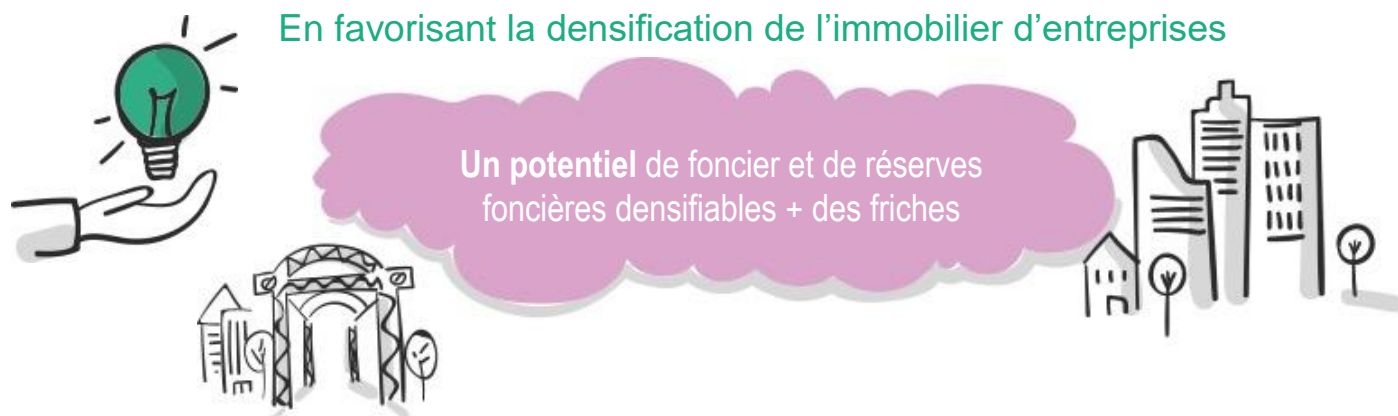 En favorisant la densification de l’immobilier d’entreprises
Un potentiel de foncier et de réserves
foncières densifiables + des friches